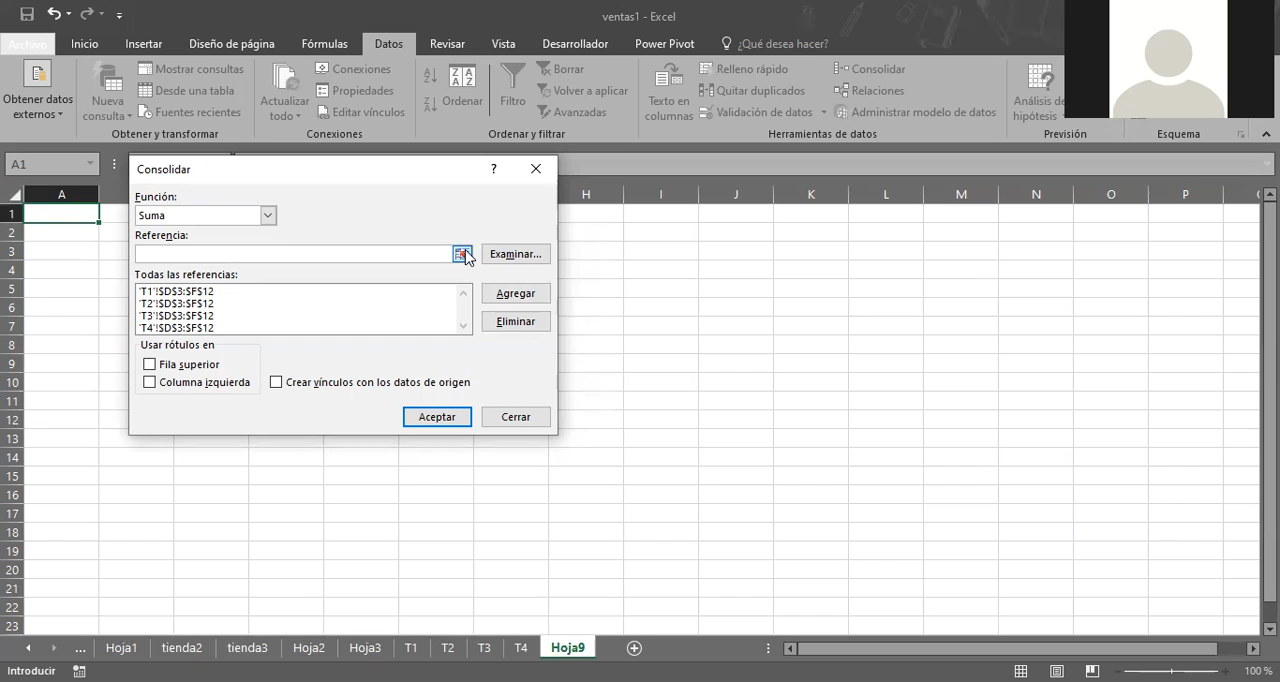 ventas1 - Excel
Archivo Inicio Insertar Diseño de página Fórmulas Datos Revisar Vista Desarrollador Power Pivot ¿Qué desea hacer?
Obtener datos externos
Nueva consulta
Mostrar consultas
Desde una tabla
Fuentes recientes
Obtener y transformar
Actualizar todo
Conexiones
Propiedades
Editar vínculos
Conexiones
Ordenar
Filtro
Borrar
Volver a aplicar
Avanzadas
Ordenar y filtrar
Texto en columnas
Relleno rápido
Quitar duplicados
Validación de datos
Consolidar
Relaciones
Administrar modelo de datos
Herramientas de datos
Análisis de hipótesis
Previsión
Esquema
A1
A H I J K L M N O P
1
2
3
4
5
6
7
8
9
10
11
12
13
14
15
16
17
18
19
20
21
22
23
Consolidar ?
Función:
Suma
Referencia:
Examinar...
Todas las referencias:
'T1'!$D$3:$F$12
'T2'!$D$3:$F$12
'T3'!$D$3:$F$12
'T4'!$D$3:$F$12
Agregar
Eliminar
Usar rótulos en
Fila superior
Columna izquierda
Crear vínculos con los datos de origen
Aceptar Cerrar
... Hoja1 tienda2 tienda3 Hoja2 Hoja3 T1 T2 T3 T4 Hoja9
Introducir 100 %